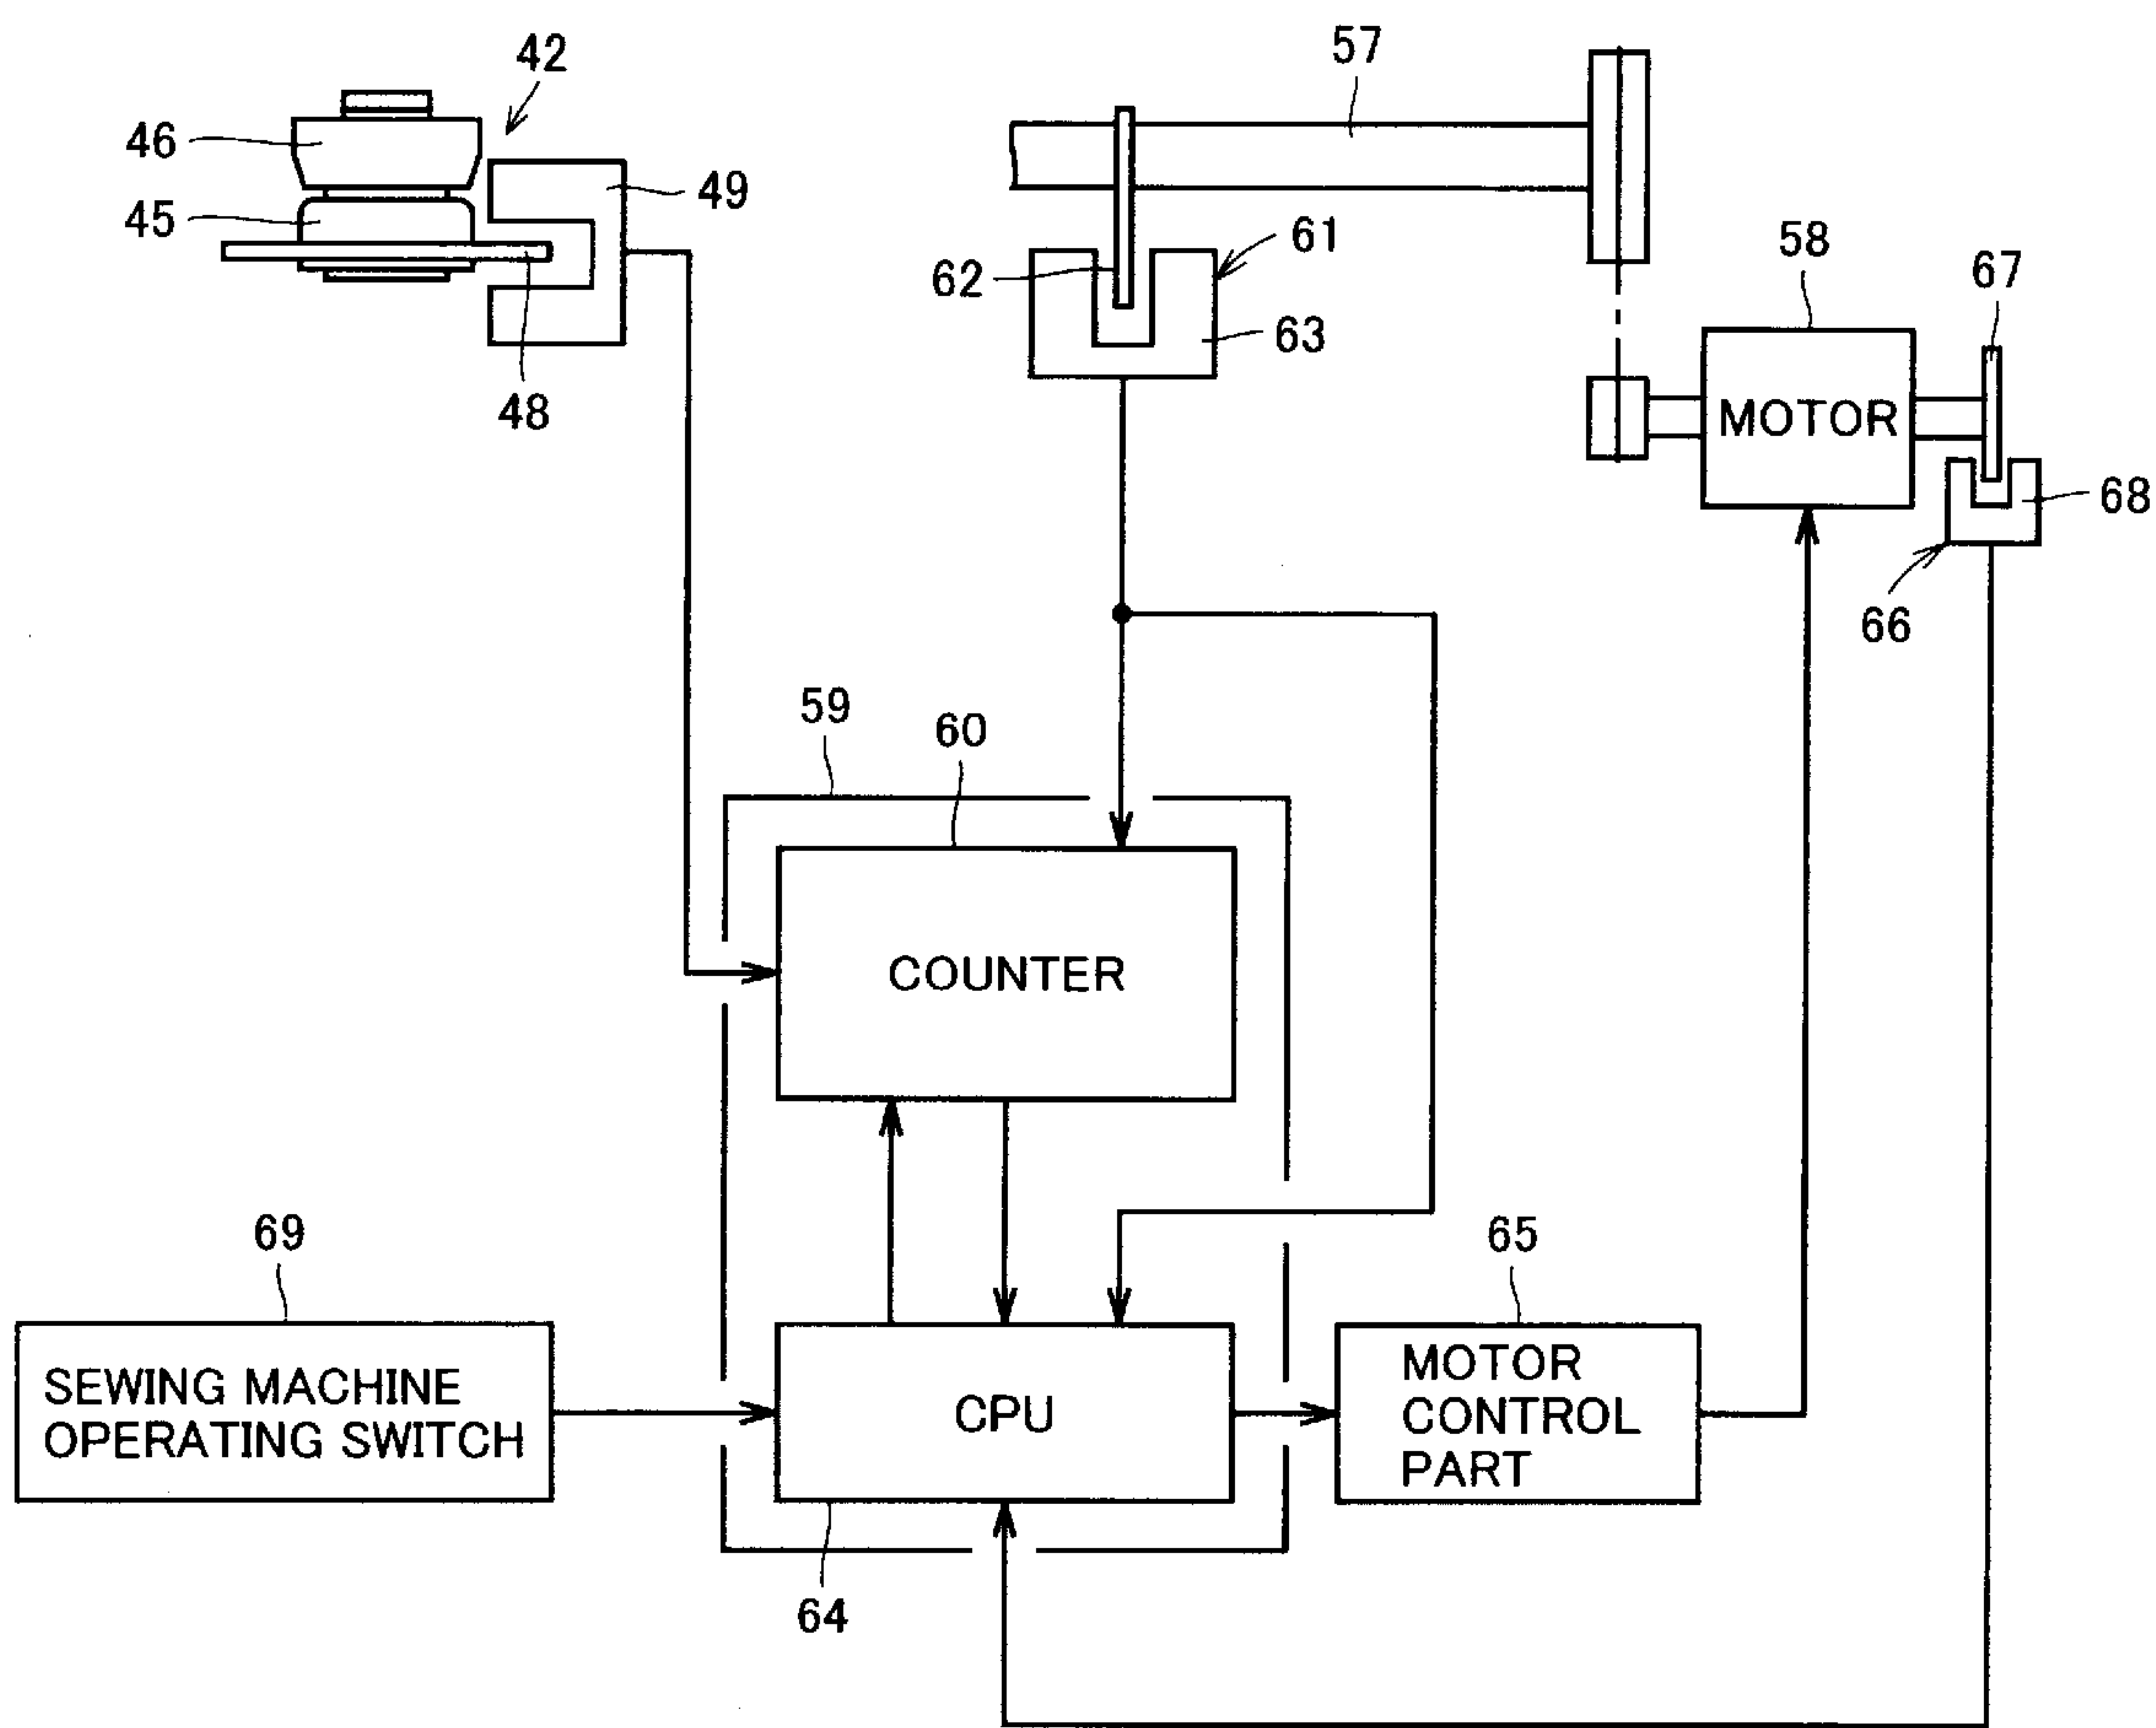 42
57
46
49
45
61
58
67
62
63
48
68
66
59
60
COUNTER
69
65
SEWING MACHINE
OPERATING SWITCH
CPU
MOTOR
CONTROL
PART
MOTOR
64